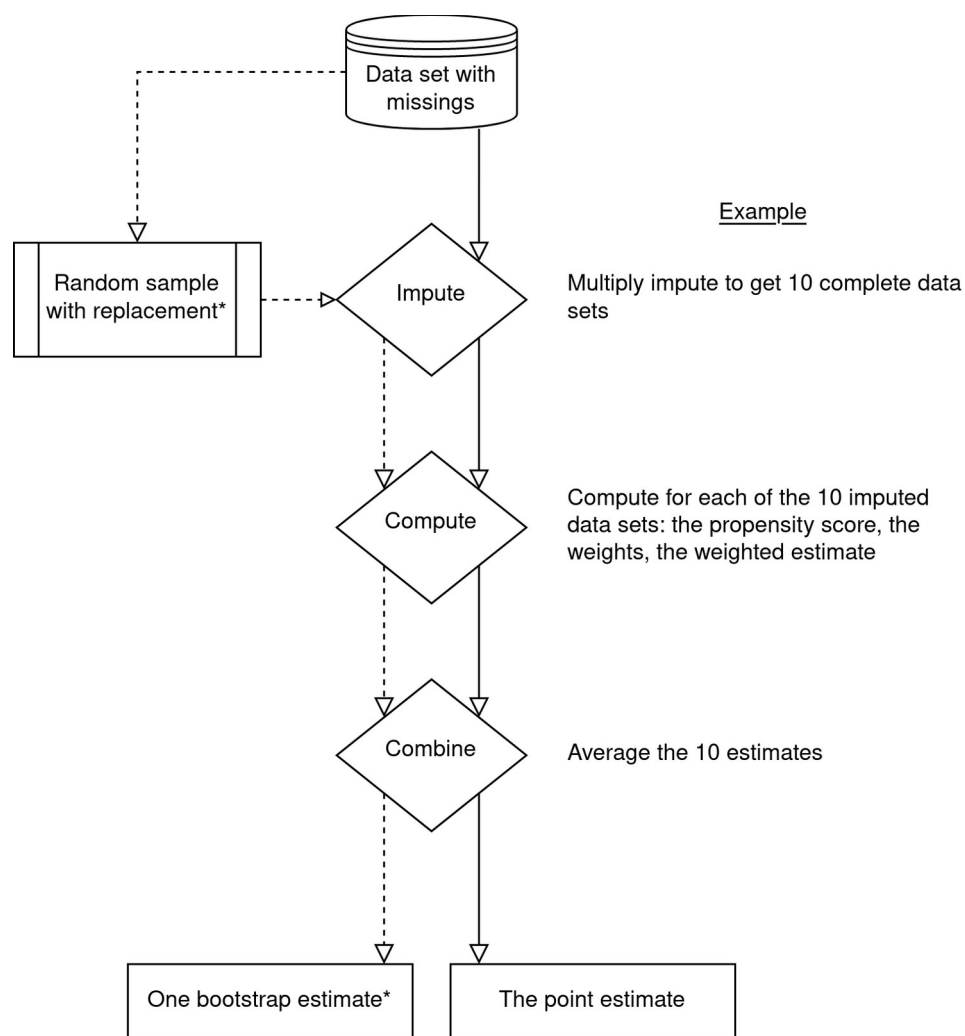 Data set with
missings
Example
Random sample
with replacement*
Impute
Multiply impute to get 10 complete data
sets
Compute
Compute for each of the 10 imputed
data sets: the propensity score, the
weights, the weighted estimate
Combine
Average the 10 estimates
One bootstrap estimate*
The point estimate